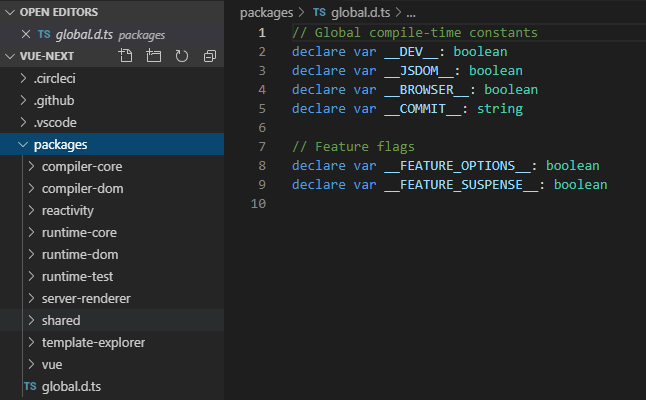 OPEN EDITORS
TS global.d.ts packages
VUE-NEXT
.circleci
.github
.vscode
packages
compiler-core
compiler-dom
reactivity
runtime-core
runtime-dom
runtime-test
server-renderer
shared
template-explorer
vue
TS global.d.ts
packages > TS global.d.ts > ...
1 // Global compile-time constants
2 declare var __DEV__: boolean
3 declare var __JSDOM__: boolean
4 declare var __BROWSER__: boolean
5 declare var __COMMIT__: string
6
7 // Feature flags
8 declare var __FEATURE_OPTIONS__: boolean
9 declare var __FEATURE_SUSPENSE__: boolean
10